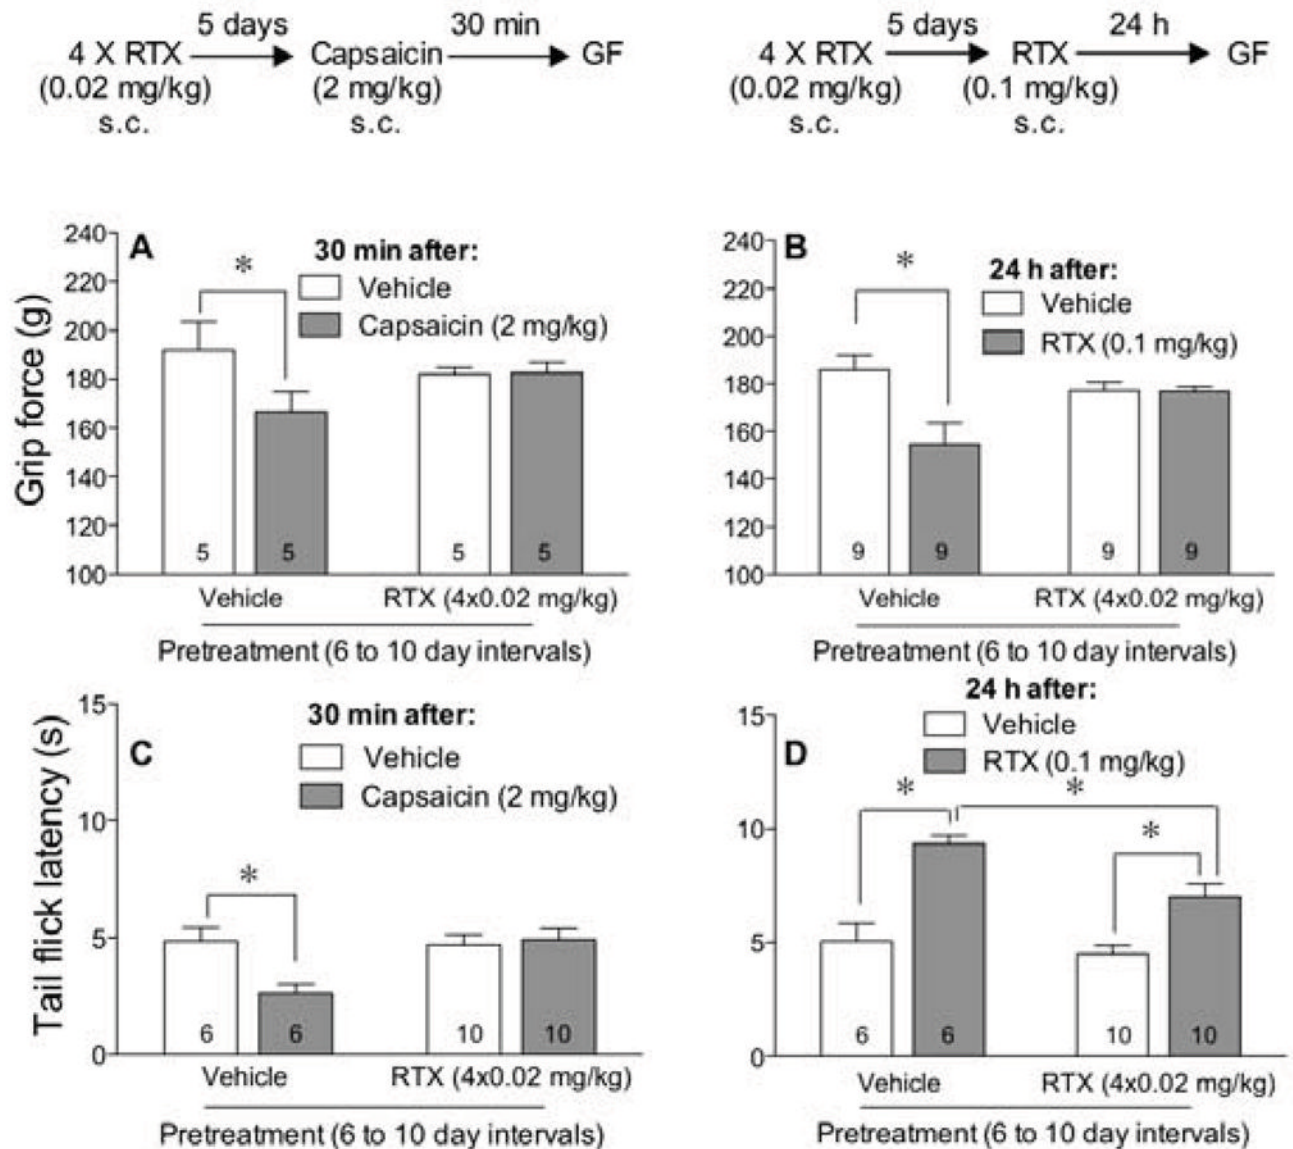 5 days 30 min
4 X RTX Capsaicin GF
(0.02 mg/kg) (2 mg/kg)
s.c. s.c.
5 days 24 h
4 X RTX RTX GF
(0.02 mg/kg) (0.1 mg/kg)
s.c. s.c.
A
30 min after:
Vehicle
Capsaicin (2 mg/kg)
*
Grip force (g)
240
220
200
180
160
140
120
100
5 5 5 5
Vehicle RTX (4x0.02 mg/kg)
Pretreatment (6 to 10 day intervals)
B
24 h after:
Vehicle
RTX (0.1 mg/kg)
*
240
220
200
180
160
140
120
100
9 9 9 9
Vehicle RTX (4x0.02 mg/kg)
Pretreatment (6 to 10 day intervals)
C
30 min after:
Vehicle
Capsaicin (2 mg/kg)
*
Tail flick latency (s)
15
10
5
0
6 6 10 10
Vehicle RTX (4x0.02 mg/kg)
Pretreatment (6 to 10 day intervals)
24 h after:
D
Vehicle
RTX (0.1 mg/kg)
* * *
15
10
5
0
6 6 10 10
Vehicle RTX (4x0.02 mg/kg)
Pretreatment (6 to 10 day intervals)